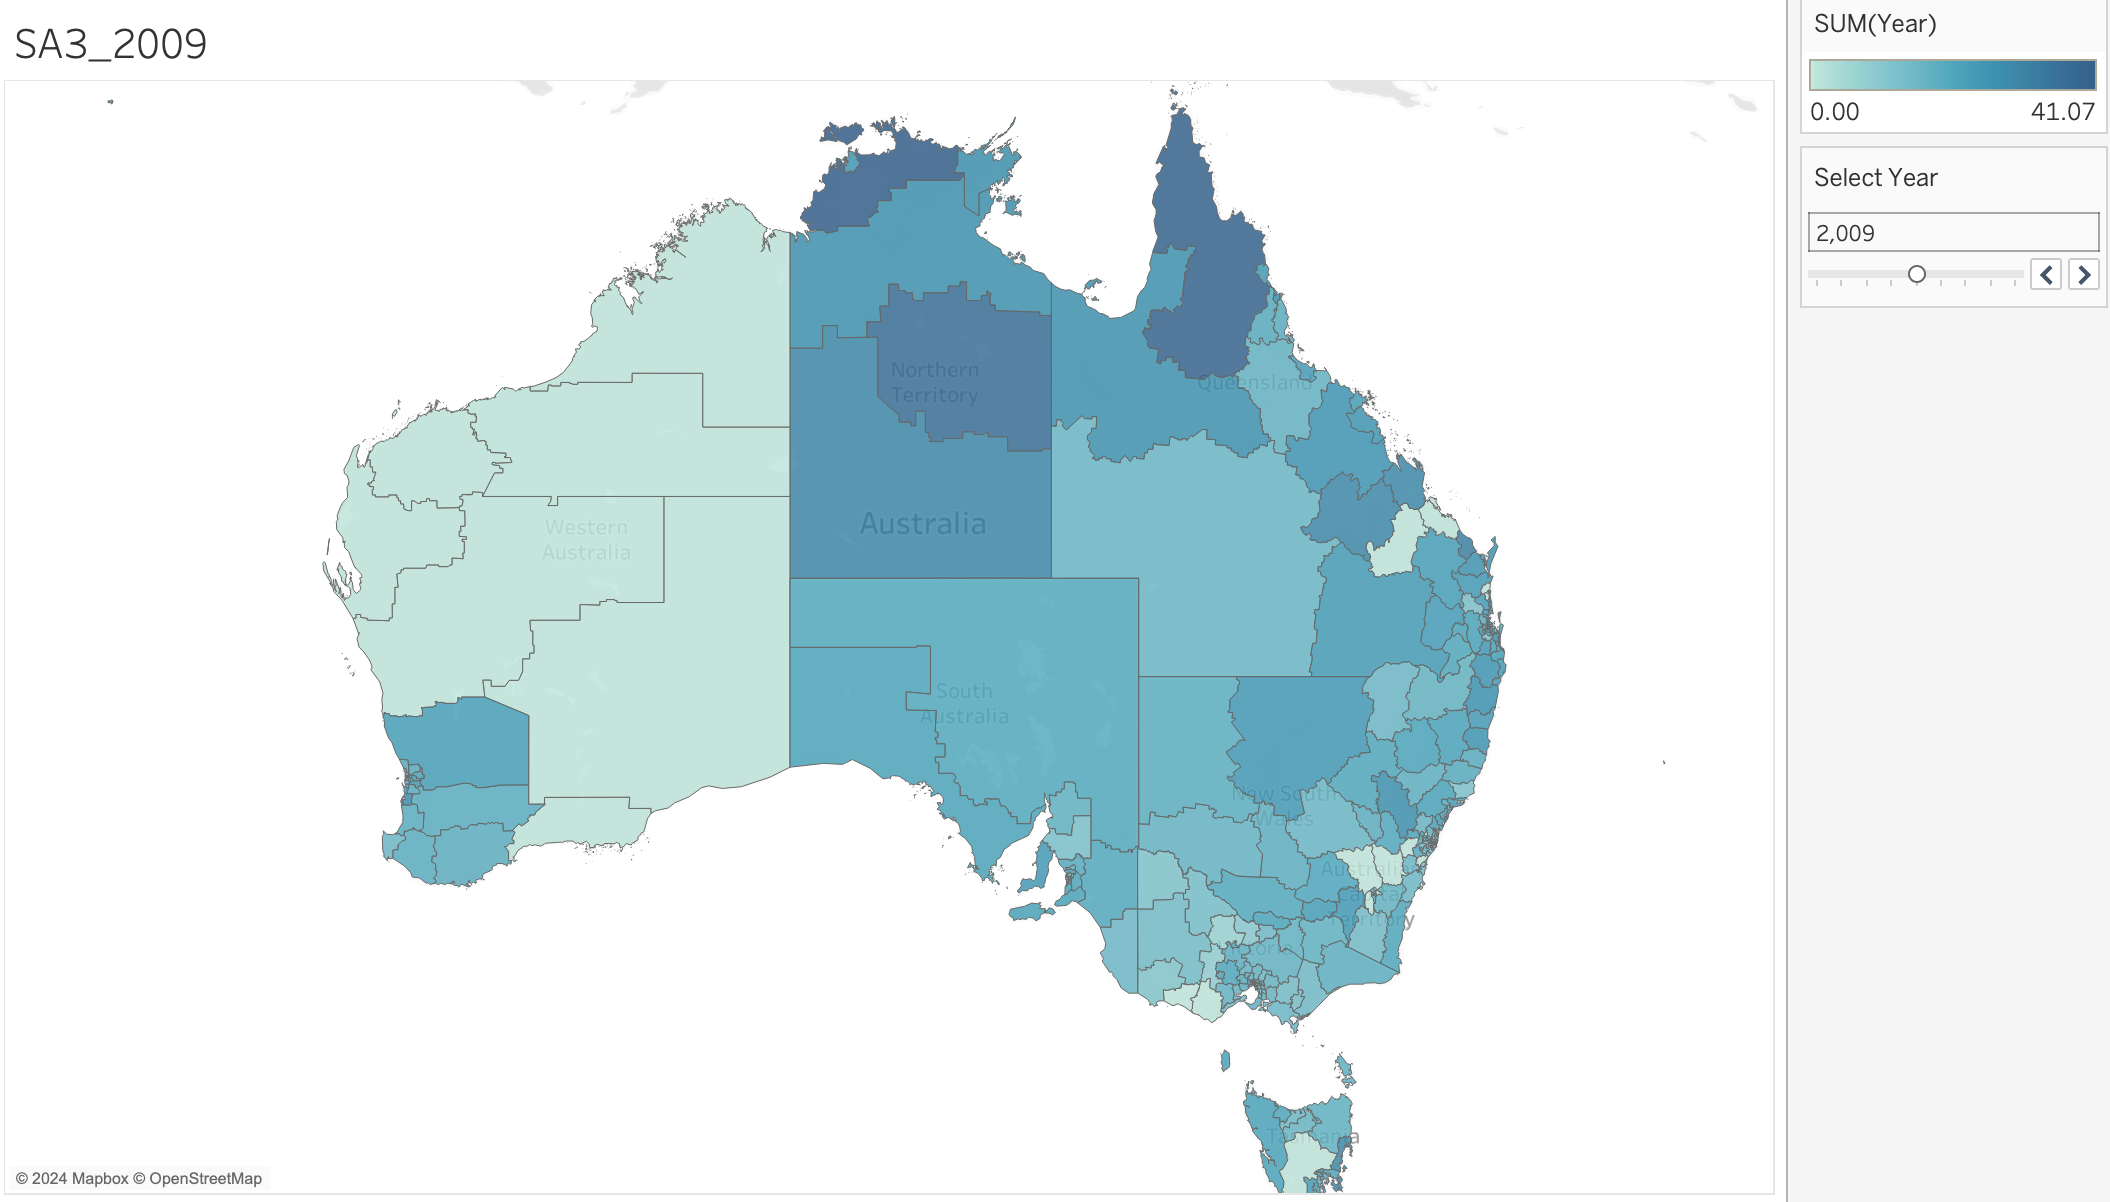 SA3_2009
SUM(Year)
0.00
41.07
Select Year
2,009
Northern
Territory
Queensland
Australia
Western
Australia
South
Australia
New South
Wales
Australia
Capital
Territory
Victoria
Tasmania
© 2024 Mapbox © OpenStreetMap